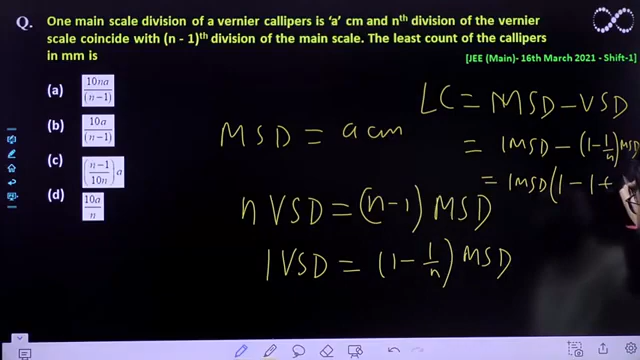 Q. One main scale division of a vernier callipers is 'a' cm and nth division of the vernier
scale coincide with (n - 1)th division of the main scale. The least count of the callipers
in mm is
[JEE (Main)- 16th March 2021 - Shift-1]
(a) 10na/(n−1)
(b) 10a/(n−1)
(c) ((n−1)/10n)a
(d) 10a/n
MSD = a cm
n VSD = (n-1) MSD
1 VSD = (1 - 1/n) MSD
LC = MSD - VSD
= 1MSD - (1 - 1/n) MSD
= 1MSD (1 - 1 +